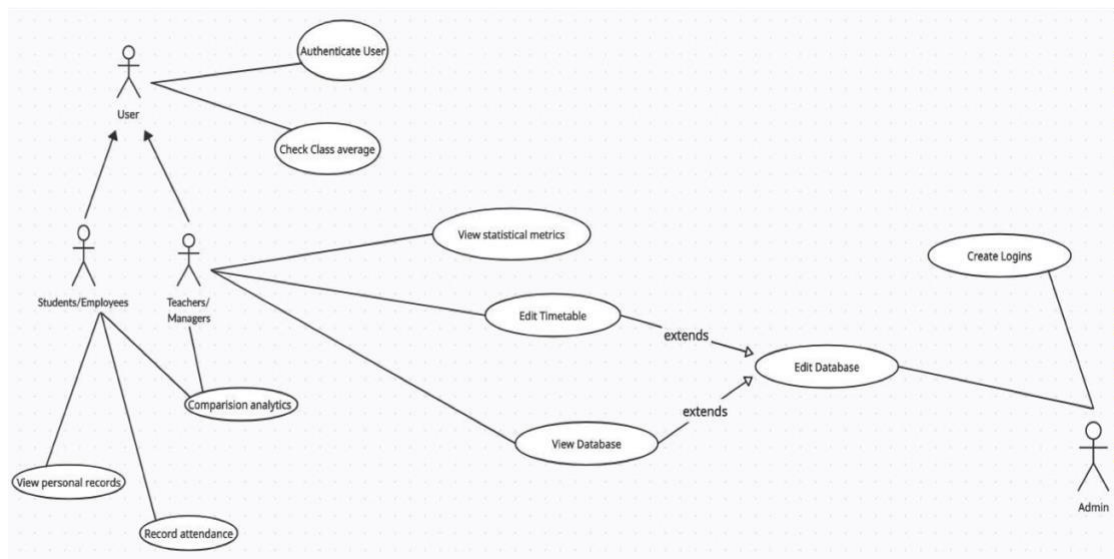 Authenticate User
User
Check Class average
View statistical metrics
Create Logins
Students/Employees
Teachers/
Managers
Edit Timetable
extends
Edit Database
Comparision analytics
extends
View Database
View personal records
Admin
Record attendance